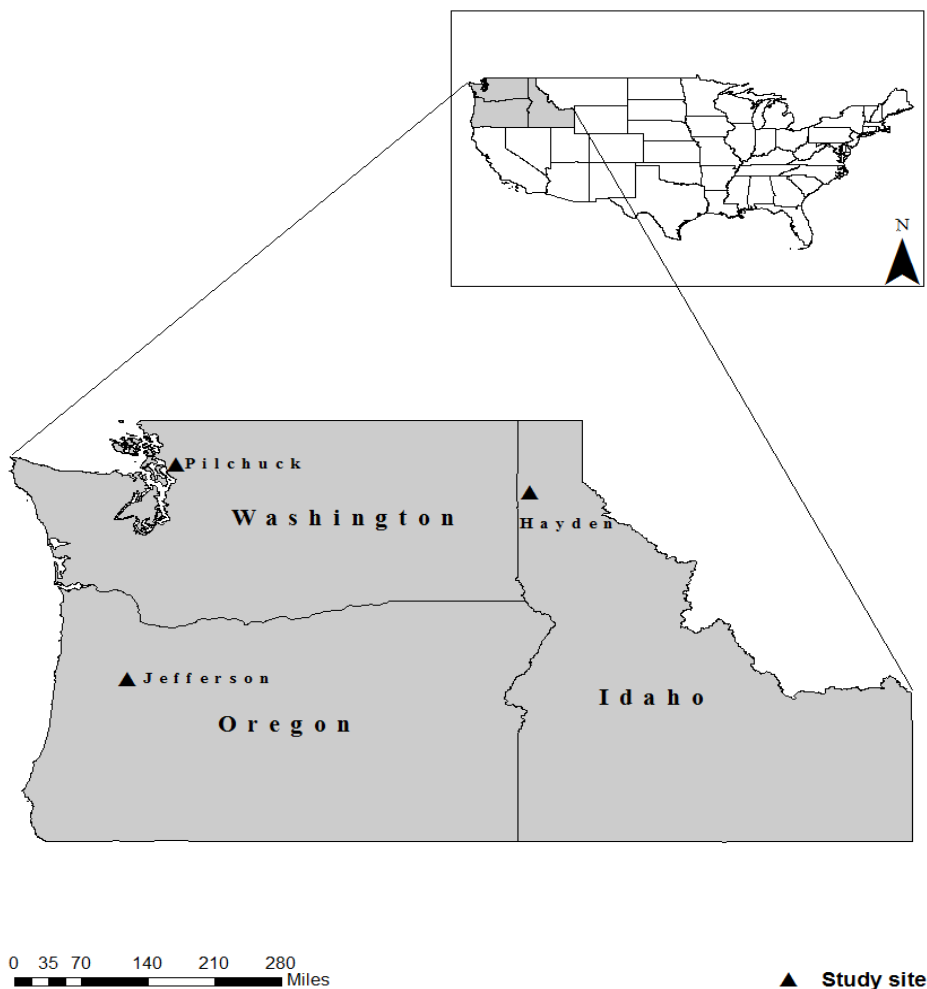 N
Pilchuck
Washington
Hayden
Jefferson
Idaho
Oregon
0 35 70 140 210 280
Miles
Study site